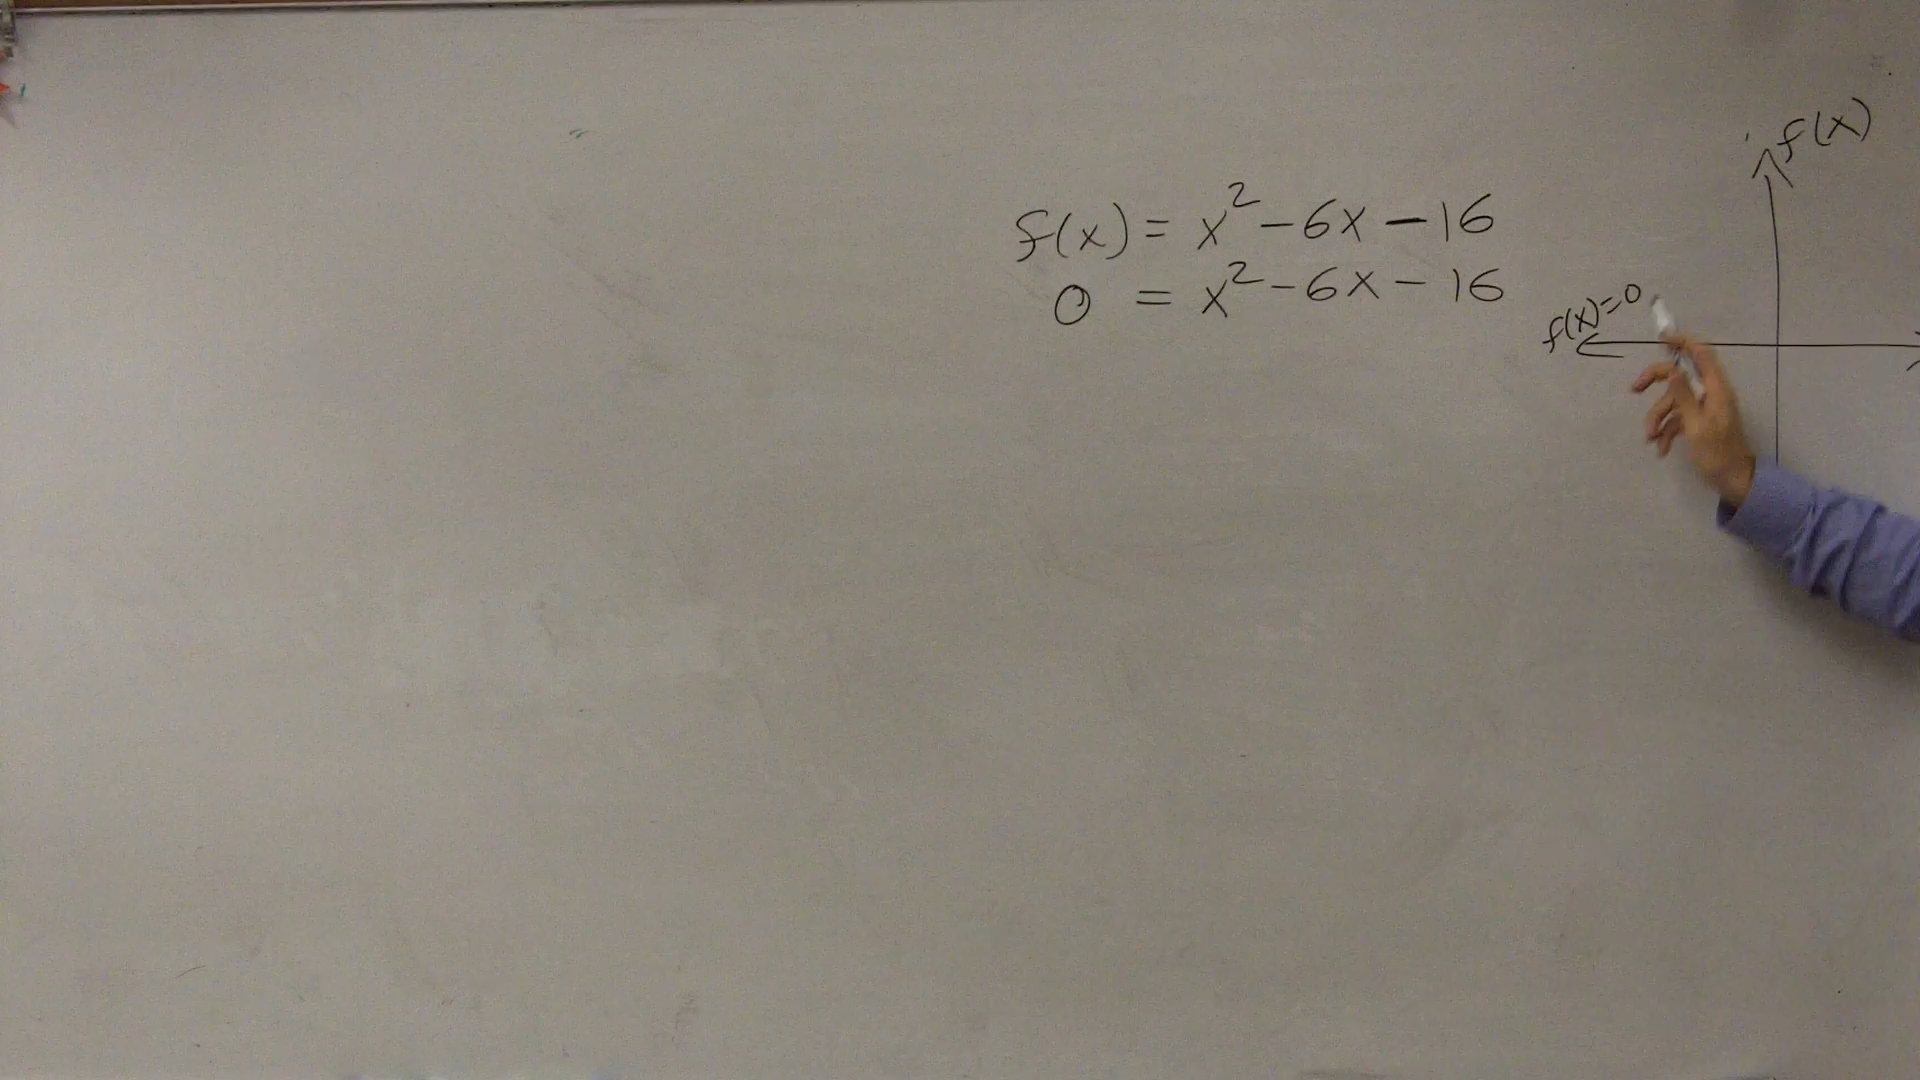 f(x) = x² - 6x - 16
0 = x² - 6x - 16
f(x)
f(x)=0